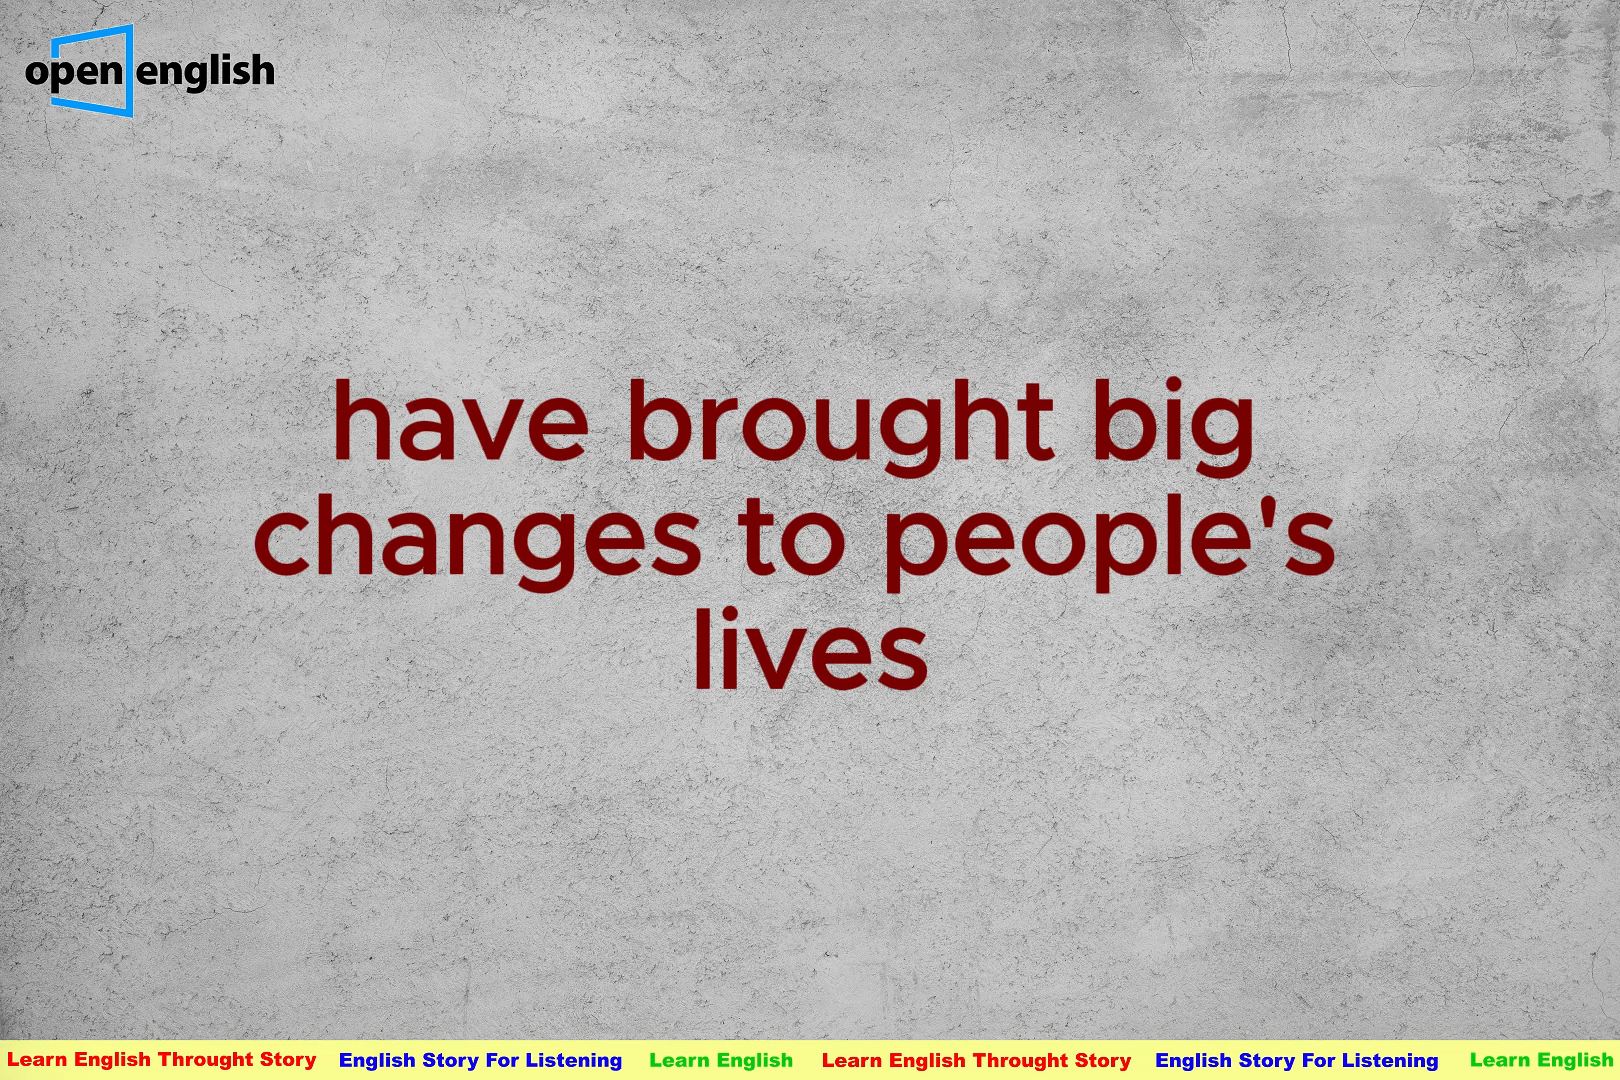 open english
have brought big
changes to people's
lives
Learn English Throught Story English Story For Listening Learn English Learn English Throught Story English Story For Listening Learn English